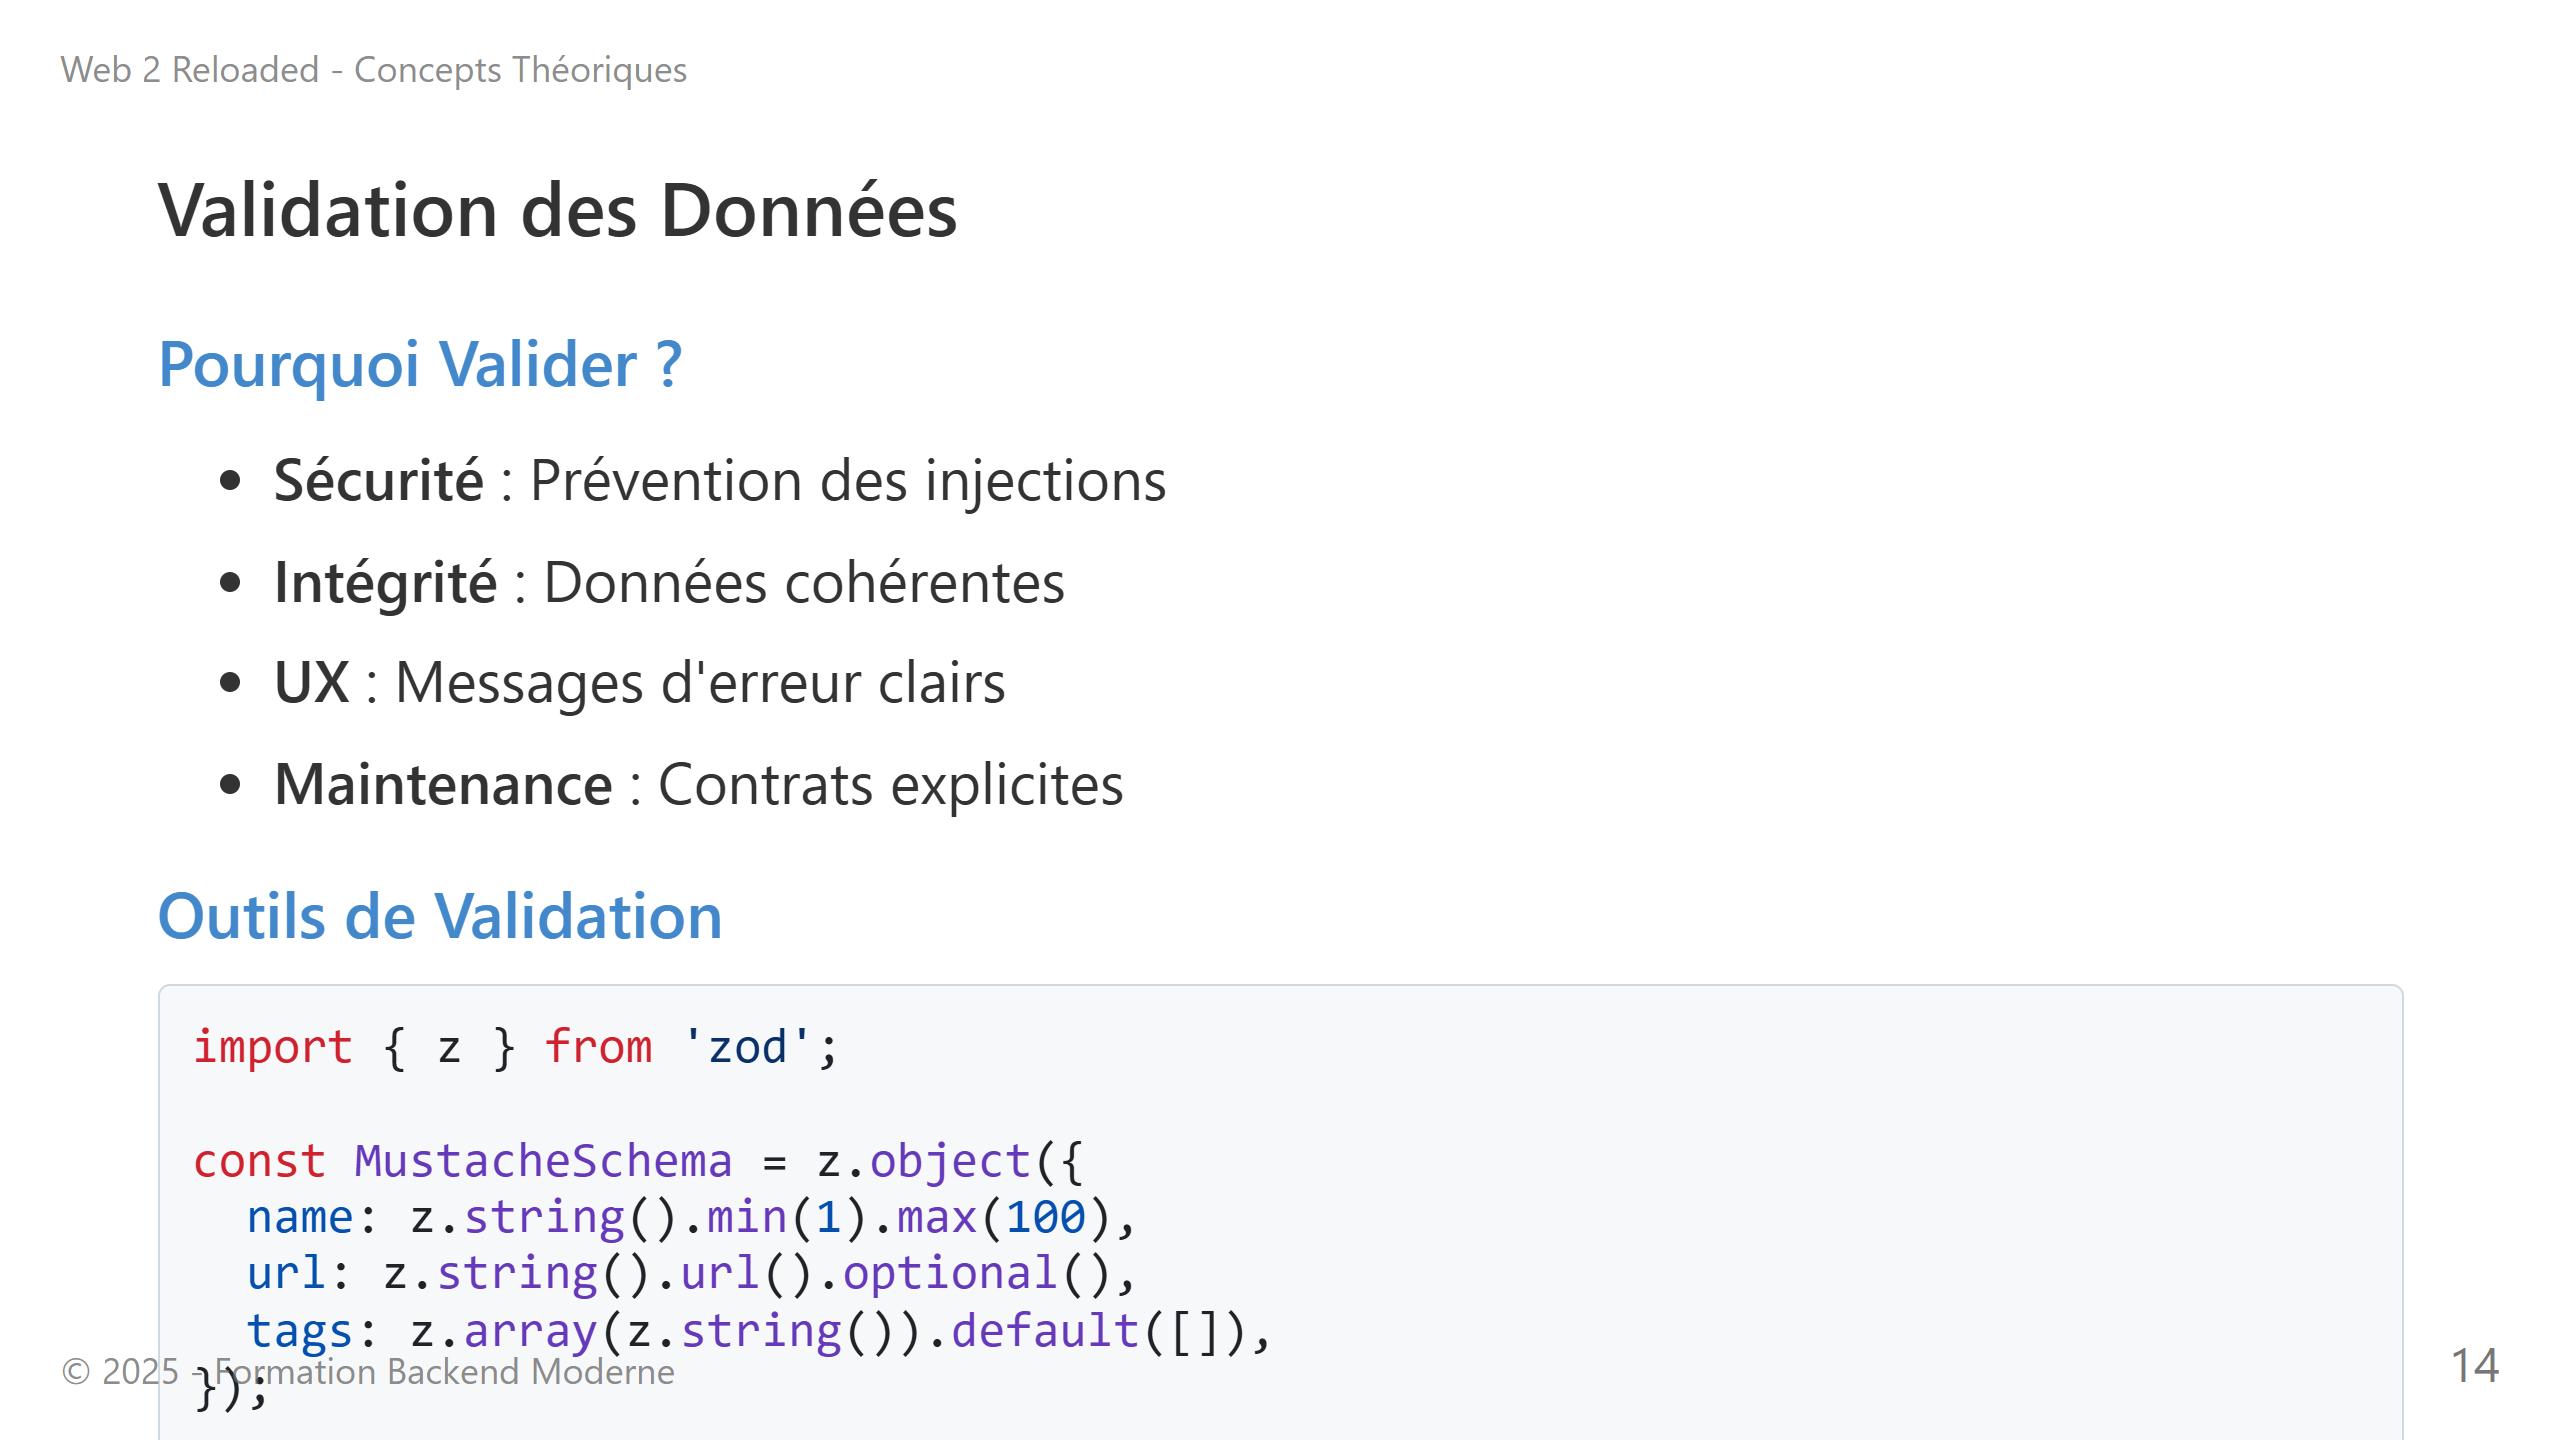 Web 2 Reloaded - Concepts Théoriques
Validation des Données
Pourquoi Valider ?
• Sécurité : Prévention des injections
• Intégrité : Données cohérentes
• UX : Messages d'erreur clairs
• Maintenance : Contrats explicites
Outils de Validation
import { z } from 'zod';

const MustacheSchema = z.object({
  name: z.string().min(1).max(100),
  url: z.string().url().optional(),
  tags: z.array(z.string()).default([]),
});
© 2025 - Formation Backend Moderne
14